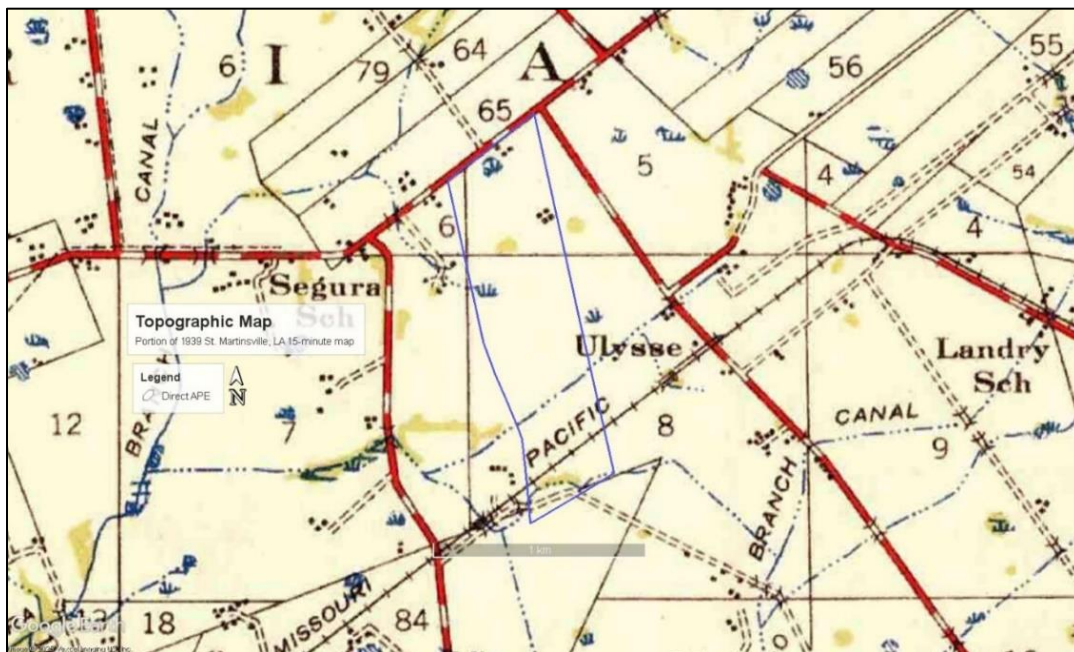 I
A
6
79
64
65
56
55
5
4
54
4
CANAL
6
Segura
Sch
Topographic Map
Portion of 1939 St. Martinsville, LA 15-minute map
Legend
Direct APE
N
Ulysse
Landry
Sch
12
BRANCH
7
PACIFIC
8
CANAL
9
BRANCH
1 km
MISSOURI
18
84
Google Earth